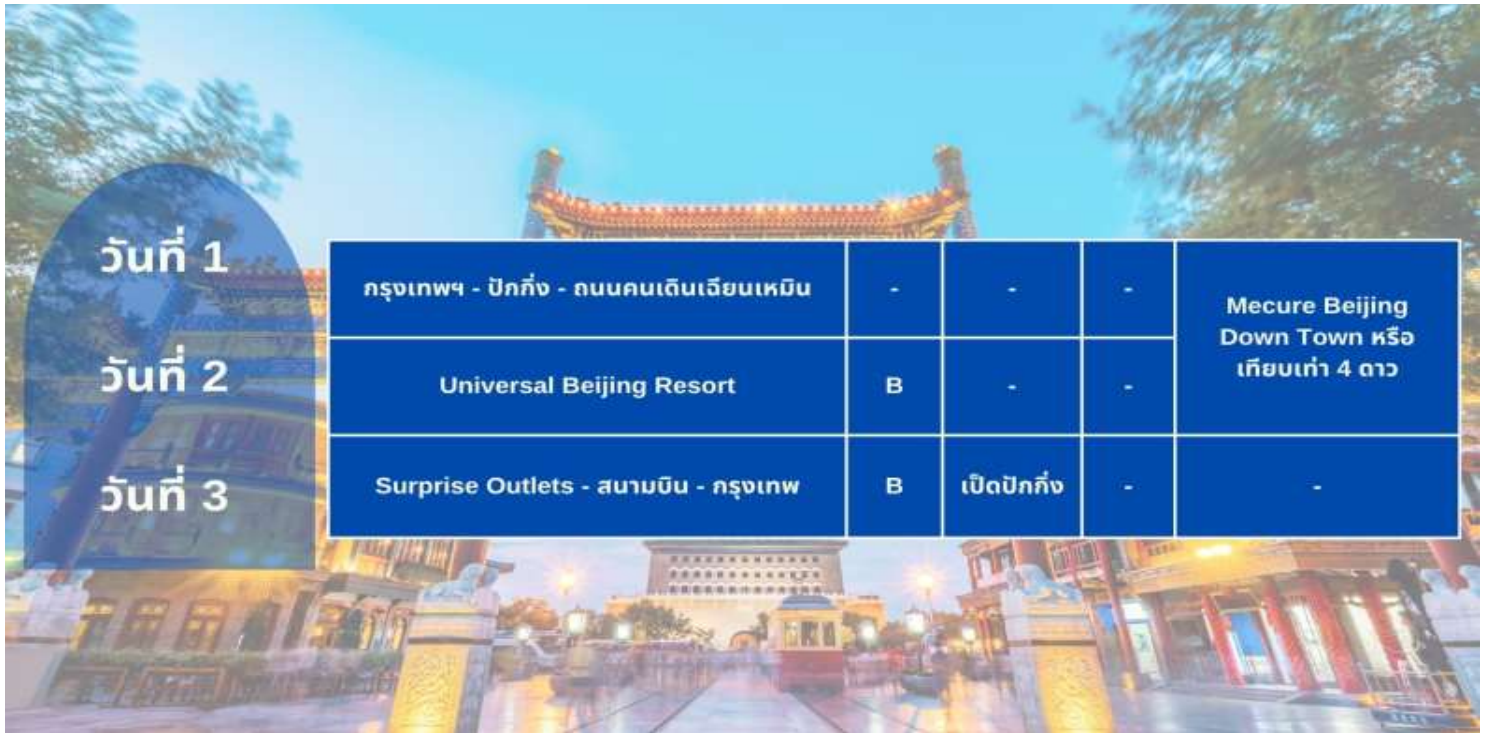 วันที่ 1
กรุงเทพฯ - ปักกิ่ง - ถนนคนเดินเฉียนเหมิน
-
-
-
Mecure Beijing
Down Town หรือ
เทียบเท่า 4 ดาว
วันที่ 2
Universal Beijing Resort
B
-
-
วันที่ 3
Surprise Outlets - สนามบิน - กรุงเทพ
B
เป็ดปักกิ่ง
-
-